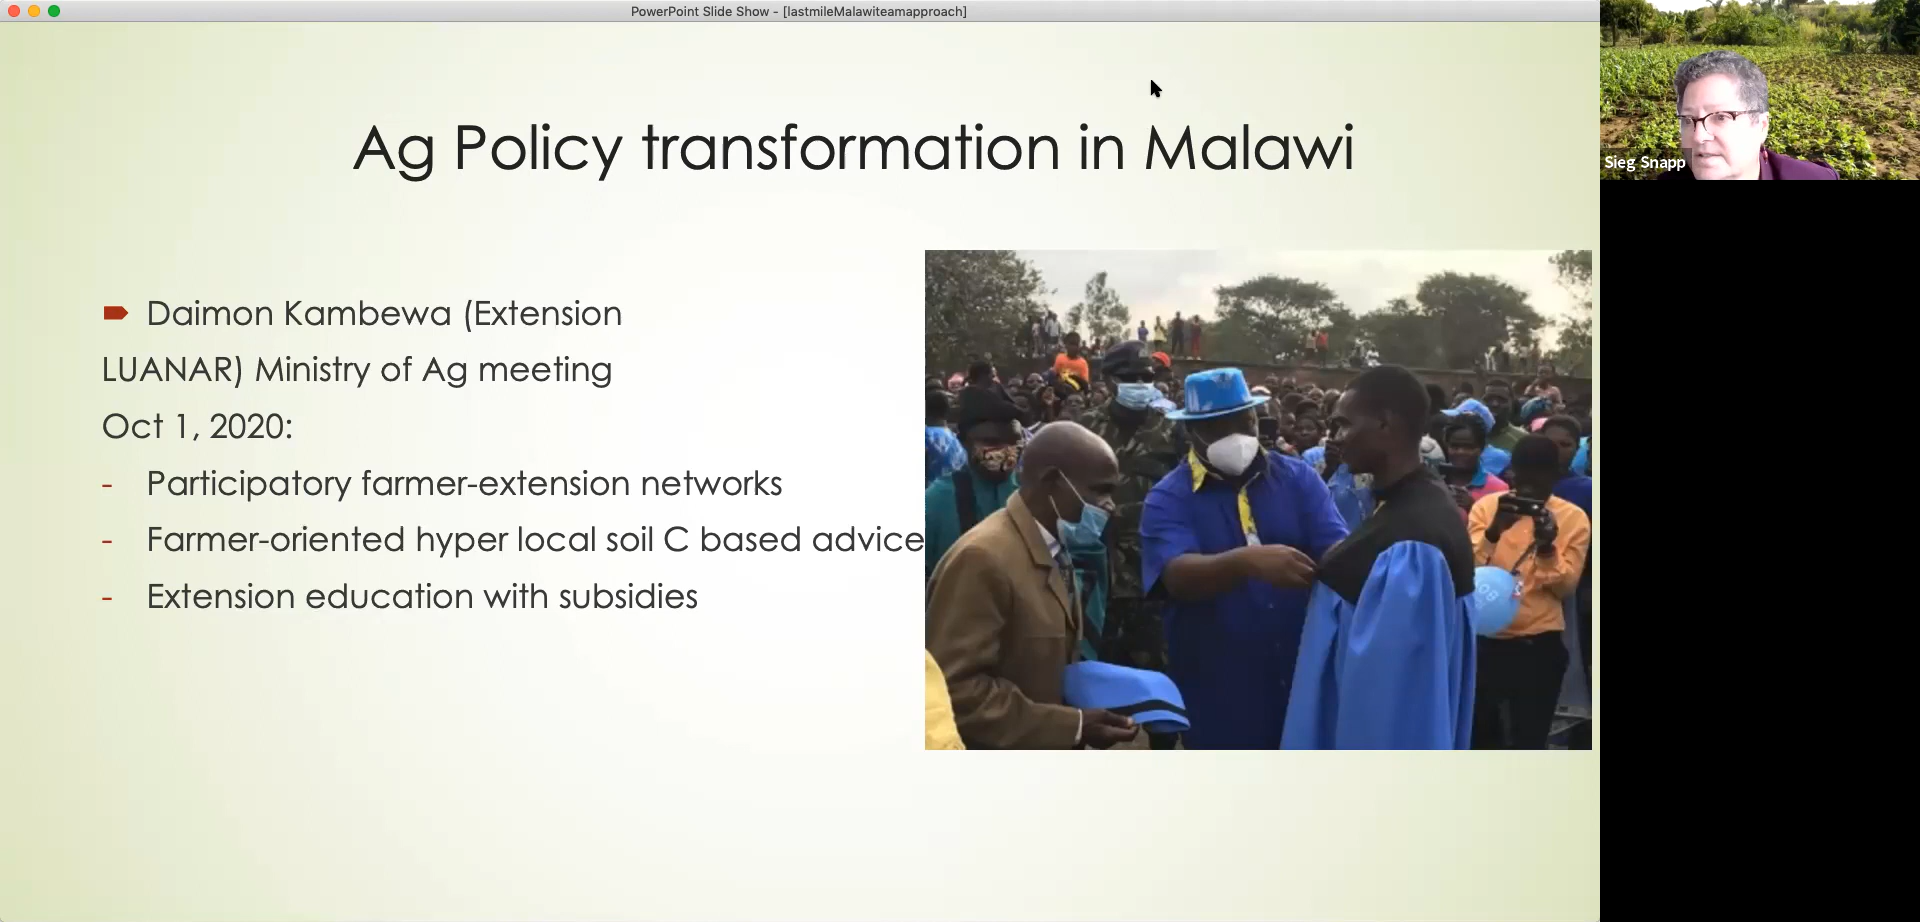 PowerPoint Slide Show - [lastmileMalawiteamapproach]
Ag Policy transformation in Malawi
Daimon Kambewa (Extension
LUANAR) Ministry of Ag meeting
Oct 1, 2020:
- Participatory farmer-extension networks
- Farmer-oriented hyper local soil C based advice
- Extension education with subsidies
Sieg Snapp